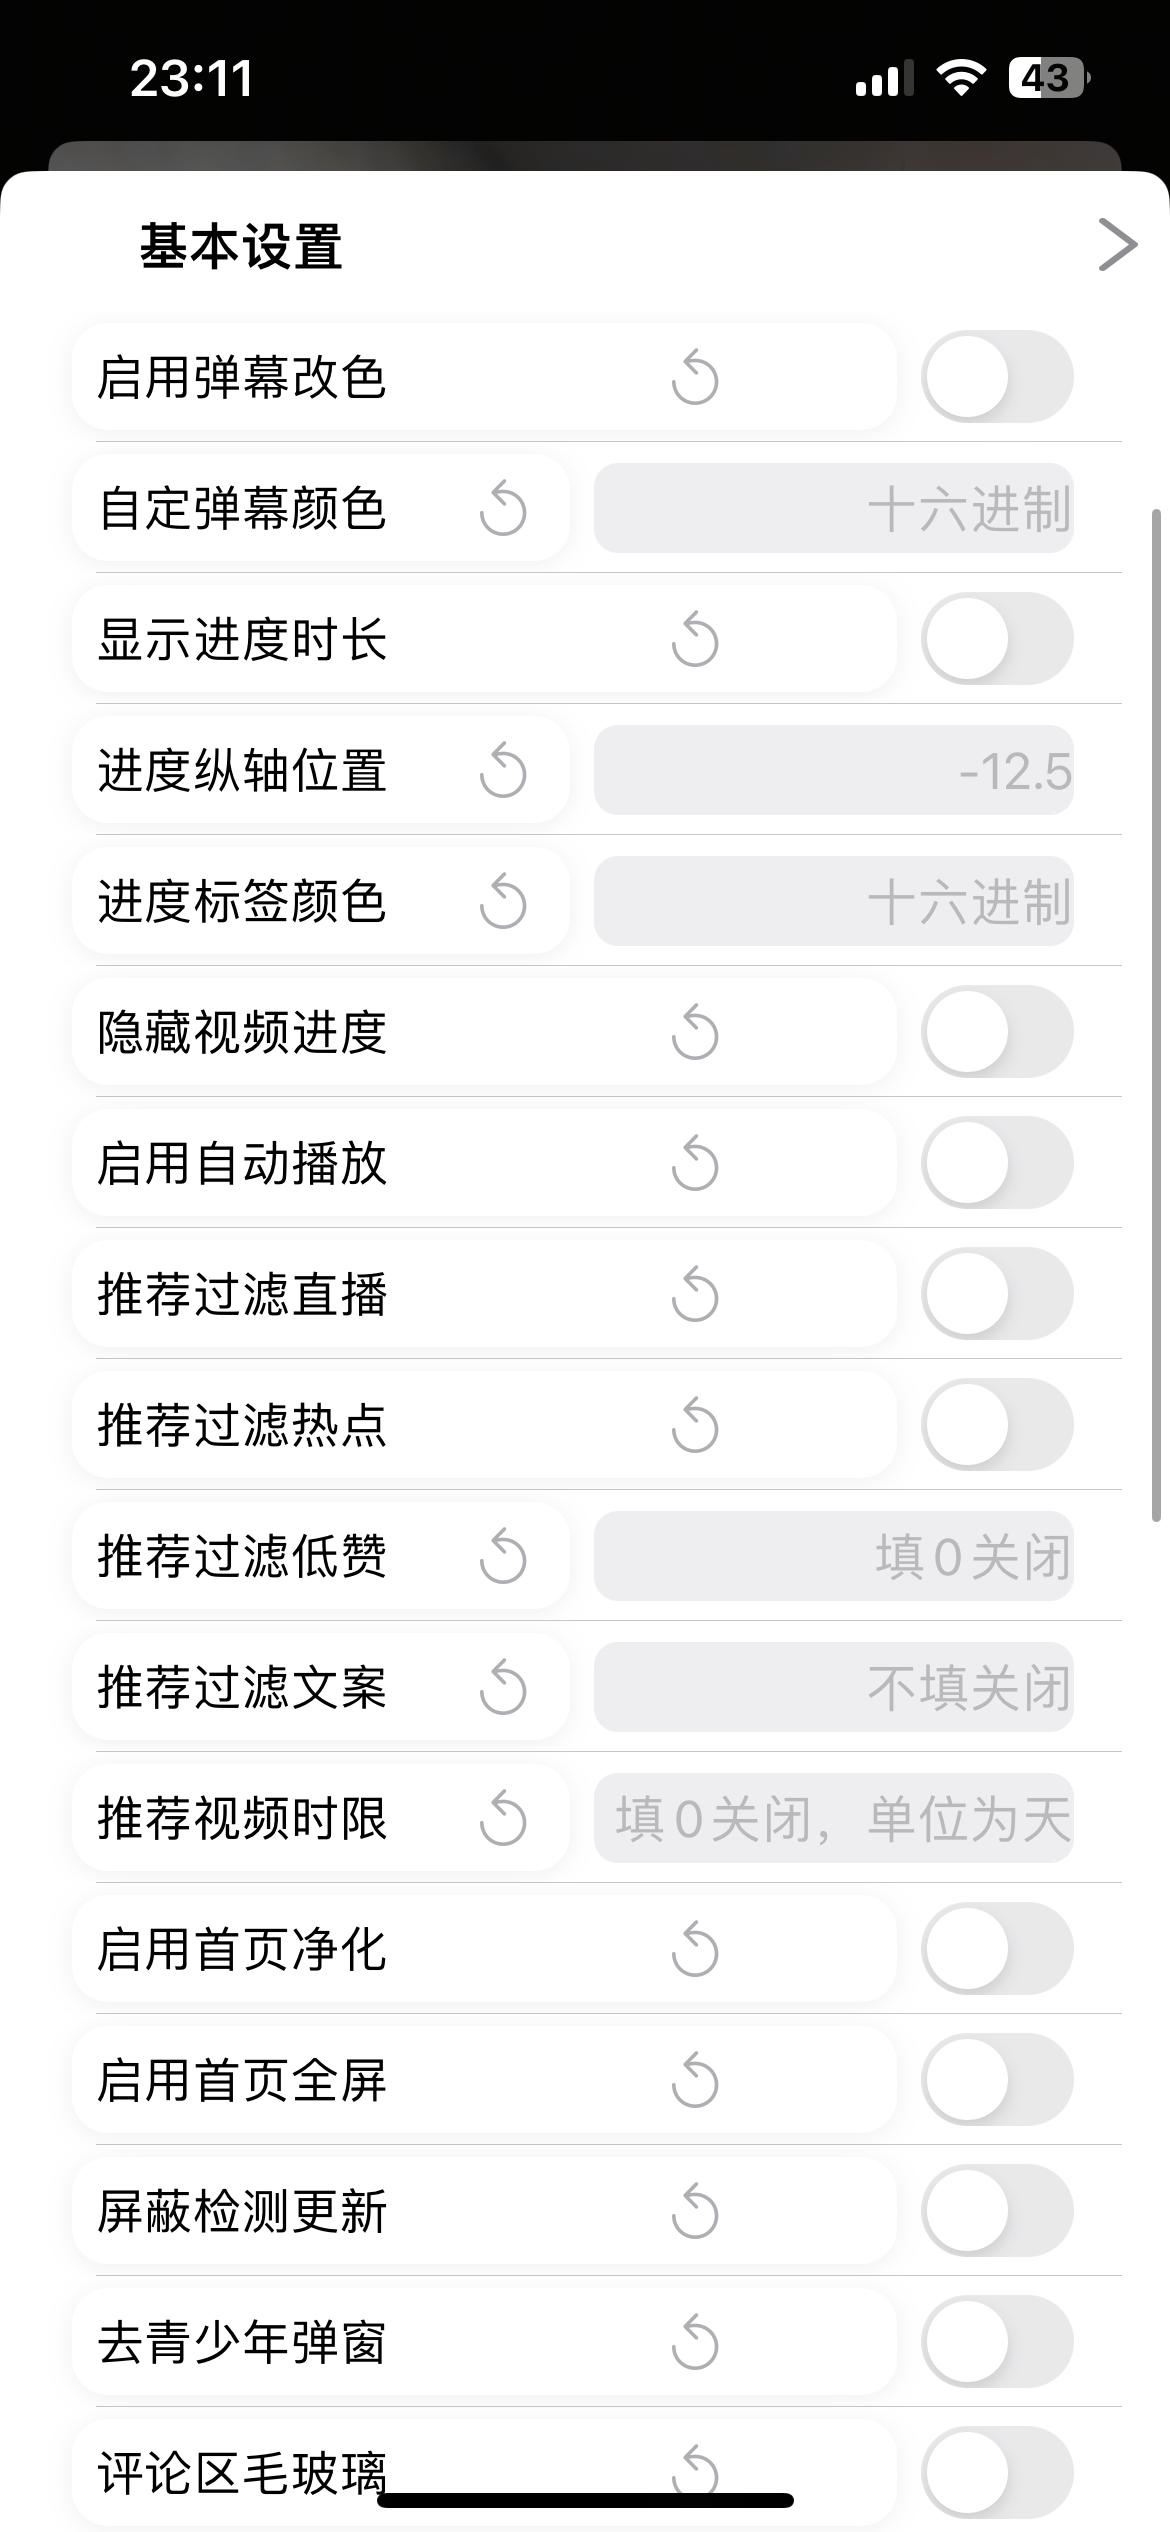 23:11
43
基本设置
启用弹幕改色
自定弹幕颜色 十六进制
显示进度时长
进度纵轴位置 -12.5
进度标签颜色 十六进制
隐藏视频进度
启用自动播放
推荐过滤直播
推荐过滤热点
推荐过滤低赞 填0关闭
推荐过滤文案 不填关闭
推荐视频时限 填0关闭，单位为天
启用首页净化
启用首页全屏
屏蔽检测更新
去青少年弹窗
评论区毛玻璃